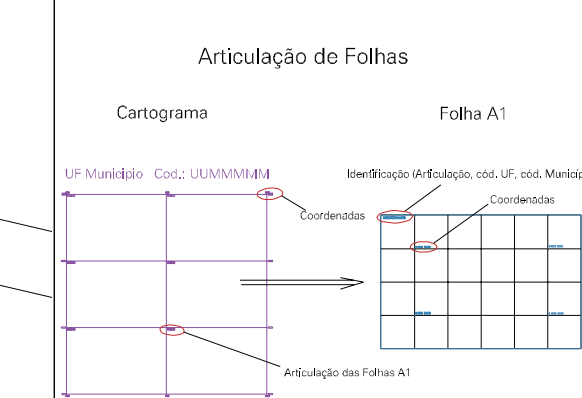 Articulação de Folhas
Cartograma
Folha A1
UF Municipio Cod.: UUMMMMM
Identificação (Articulação, cód. UF, cód. Municíp
Coordenadas
Coordenadas
Articulação das Folhas A1